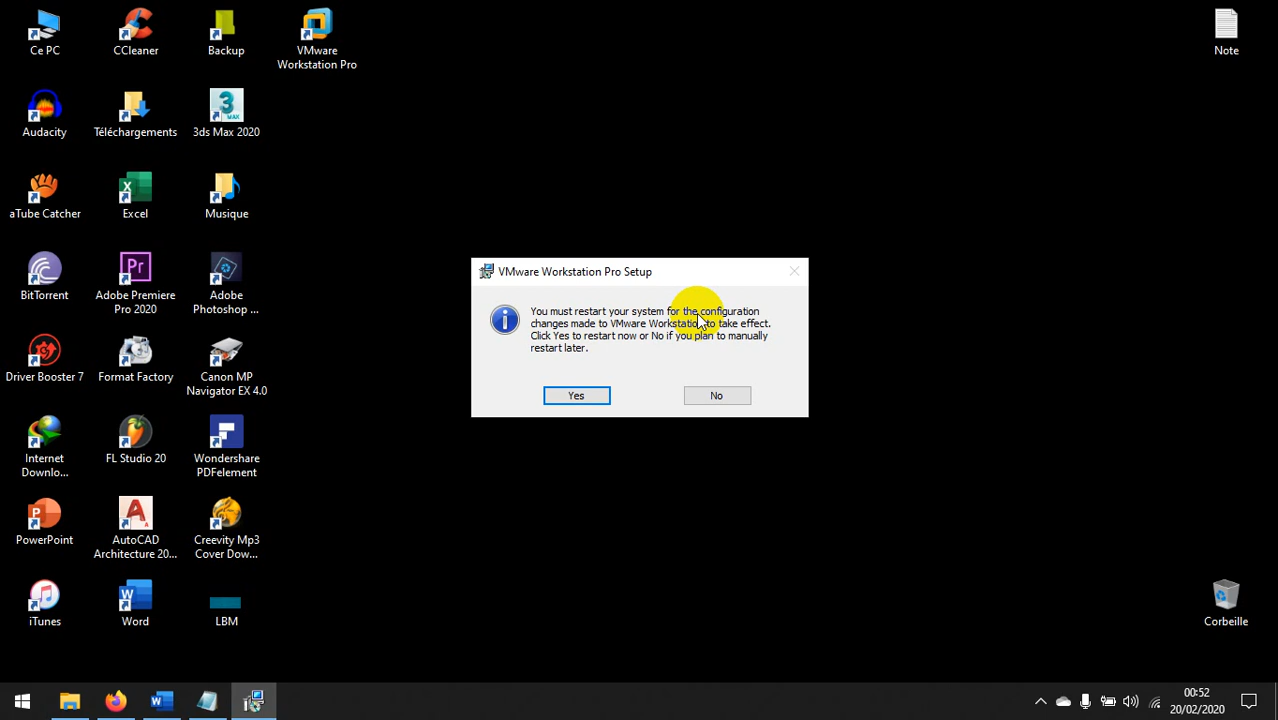 Ce PC
CCleaner
Backup
VMware
Workstation Pro
Note
Audacity
Téléchargements
3ds Max 2020
aTube Catcher
Excel
Musique
BitTorrent
Adobe Premiere
Pro 2020
Adobe
Photoshop ...
Driver Booster 7
Format Factory
Canon MP
Navigator EX 4.0
Internet
Downlo...
FL Studio 20
Wondershare
PDFelement
PowerPoint
AutoCAD
Architecture 20...
Creevity Mp3
Cover Dow...
iTunes
Word
LBM
Corbeille
VMware Workstation Pro Setup
You must restart your system for the configuration
changes made to VMware Workstation to take effect.
Click Yes to restart now or No if you plan to manually
restart later.
Yes
No
00:52
20/02/2020